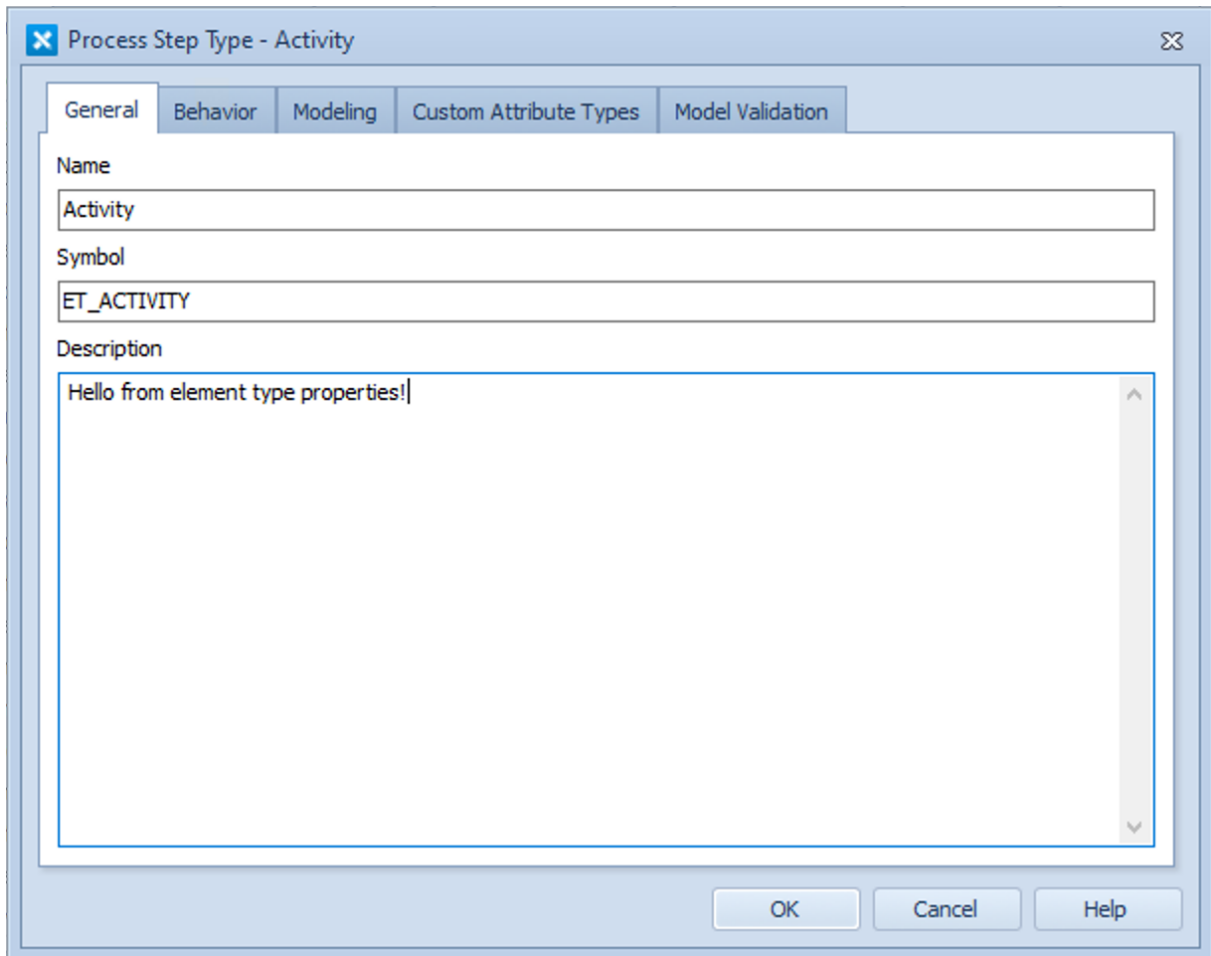 Process Step Type - Activity
General Behavior Modeling Custom Attribute Types Model Validation
Name
Activity
Symbol
ET_ACTIVITY
Description
Hello from element type properties!
OK Cancel Help